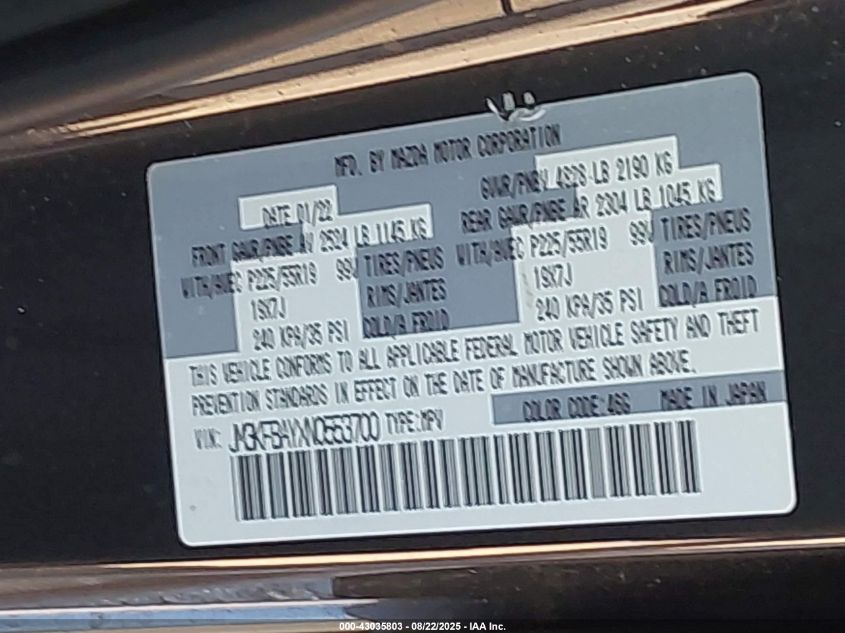 MFD. BY MAZDA MOTOR CORPORATION
DATE 01/22
GVWR/PNBV 4828 LB 2190 KG
FRONT GAWR/PNBE AV 2524 LB 1145 KG
REAR GAWR/PNBE AR 2304 LB 1045 KG
WITH/AVEC P225/55R19 99V TIRES/PNEUS
WITH/AVEC P225/55R19 99V TIRES/PNEUS
19X7J RIMS/JANTES
19X7J RIMS/JANTES
240 KPA/35 PSI COLD/A FROID
240 KPA/35 PSI COLD/A FROID
THIS VEHICLE CONFORMS TO ALL APPLICABLE FEDERAL MOTOR VEHICLE SAFETY AND THEFT
PREVENTION STANDARDS IN EFFECT ON THE DATE OF MANUFACTURE SHOWN ABOVE.
COLOR CODE:46G MADE IN JAPAN
VIN: JM3KFBAYXN0553700 TYPE:MPV
000-43035803 - 08/22/2025 - IAA Inc.